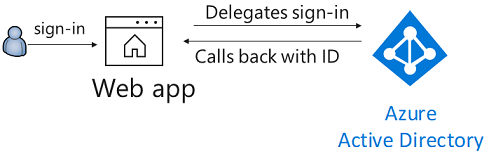 sign-in
Delegates sign-in
Calls back with ID
Web app
Azure
Active Directory